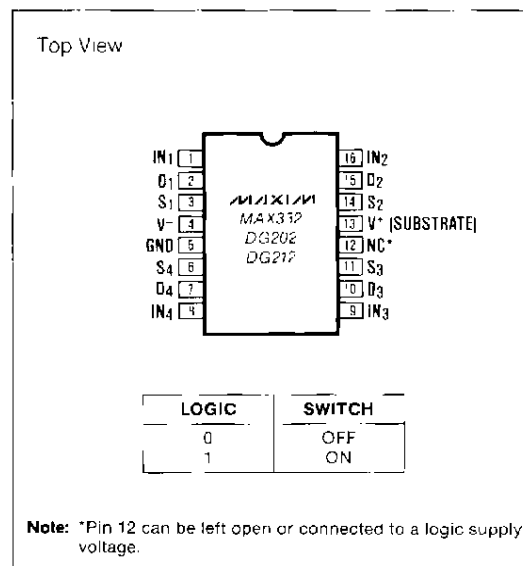 Top View
IN1 1 16 IN2
D1 2 15 D2
S1 3 MAXIM 14 S2
V- 4 MAX332 13 V+ (SUBSTRATE)
GND 5 DG202 12 NC*
S4 6 DG212 11 S3
D4 7 10 D3
IN4 8 9 IN3
LOGIC SWITCH
0 OFF
1 ON
Note: *Pin 12 can be left open or connected to a logic supply
voltage.